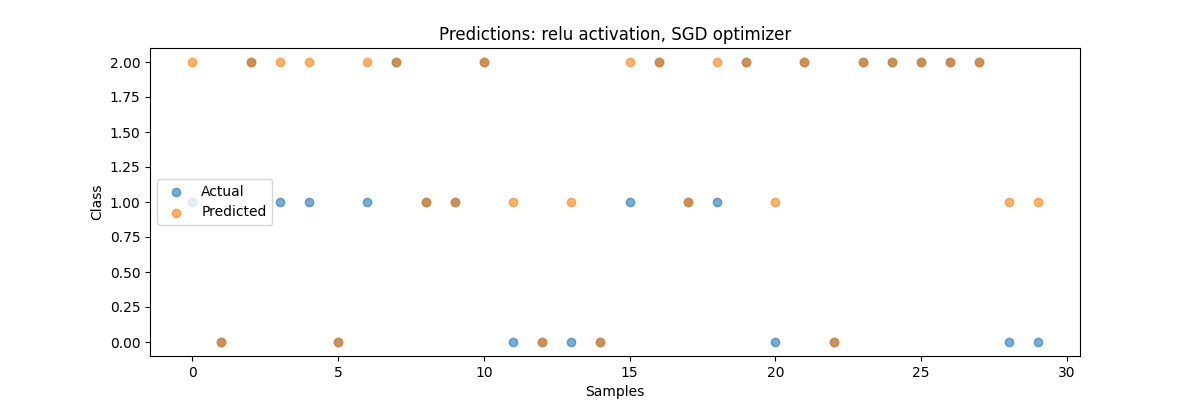 Predictions: relu activation, SGD optimizer
2.00
1.75
1.50
1.25
1.00
0.75
0.50
0.25
0.00
Class
Actual
Predicted
0 5 10 15 20 25 30
Samples